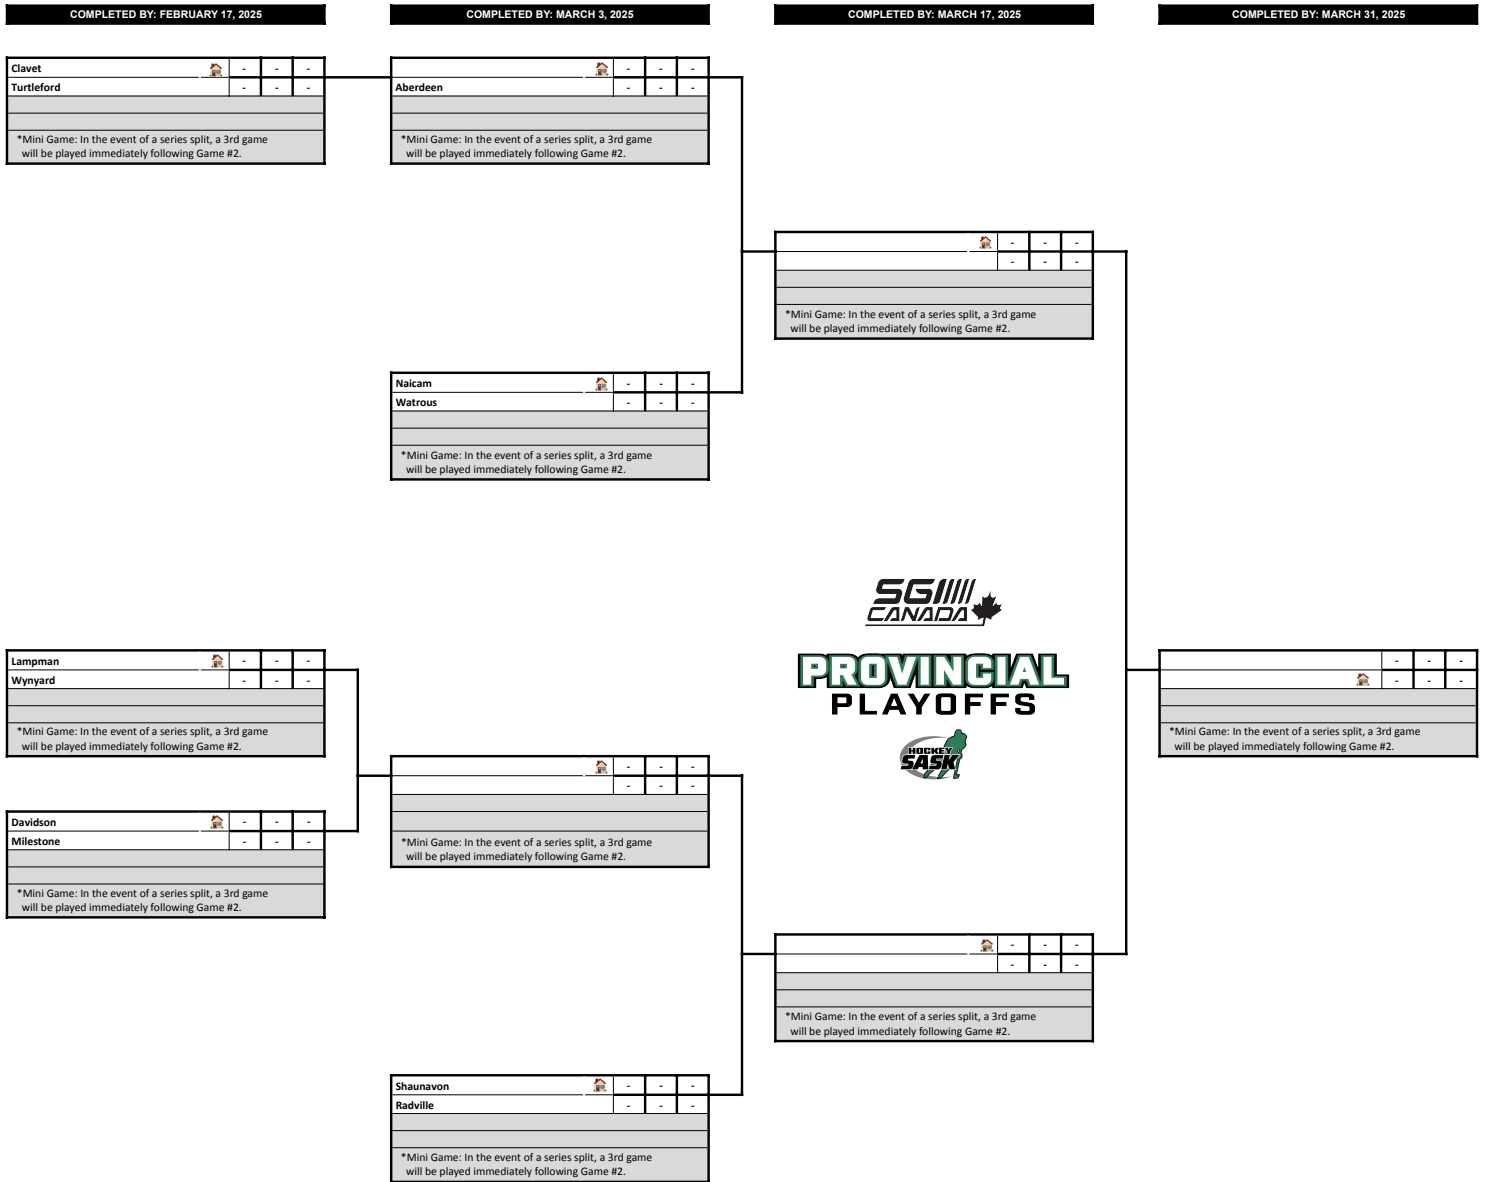 COMPLETED BY: FEBRUARY 17, 2025
COMPLETED BY: MARCH 3, 2025
COMPLETED BY: MARCH 17, 2025
COMPLETED BY: MARCH 31, 2025
Clavet - - -
Turtleford - - -
*Mini Game: In the event of a series split, a 3rd game
will be played immediately following Game #2.
- - -
Aberdeen - - -
*Mini Game: In the event of a series split, a 3rd game
will be played immediately following Game #2.
- - -
- - -
*Mini Game: In the event of a series split, a 3rd game
will be played immediately following Game #2.
Naicam - - -
Watrous - - -
*Mini Game: In the event of a series split, a 3rd game
will be played immediately following Game #2.
SGI
CANADA
PROVINCIAL
PLAYOFFS
HOCKEY
SASK
Lampman - - -
Wynyard - - -
*Mini Game: In the event of a series split, a 3rd game
will be played immediately following Game #2.
- - -
- - -
*Mini Game: In the event of a series split, a 3rd game
will be played immediately following Game #2.
- - -
- - -
*Mini Game: In the event of a series split, a 3rd game
will be played immediately following Game #2.
Davidson - - -
Milestone - - -
*Mini Game: In the event of a series split, a 3rd game
will be played immediately following Game #2.
- - -
- - -
*Mini Game: In the event of a series split, a 3rd game
will be played immediately following Game #2.
Shaunavon - - -
Radville - - -
*Mini Game: In the event of a series split, a 3rd game
will be played immediately following Game #2.